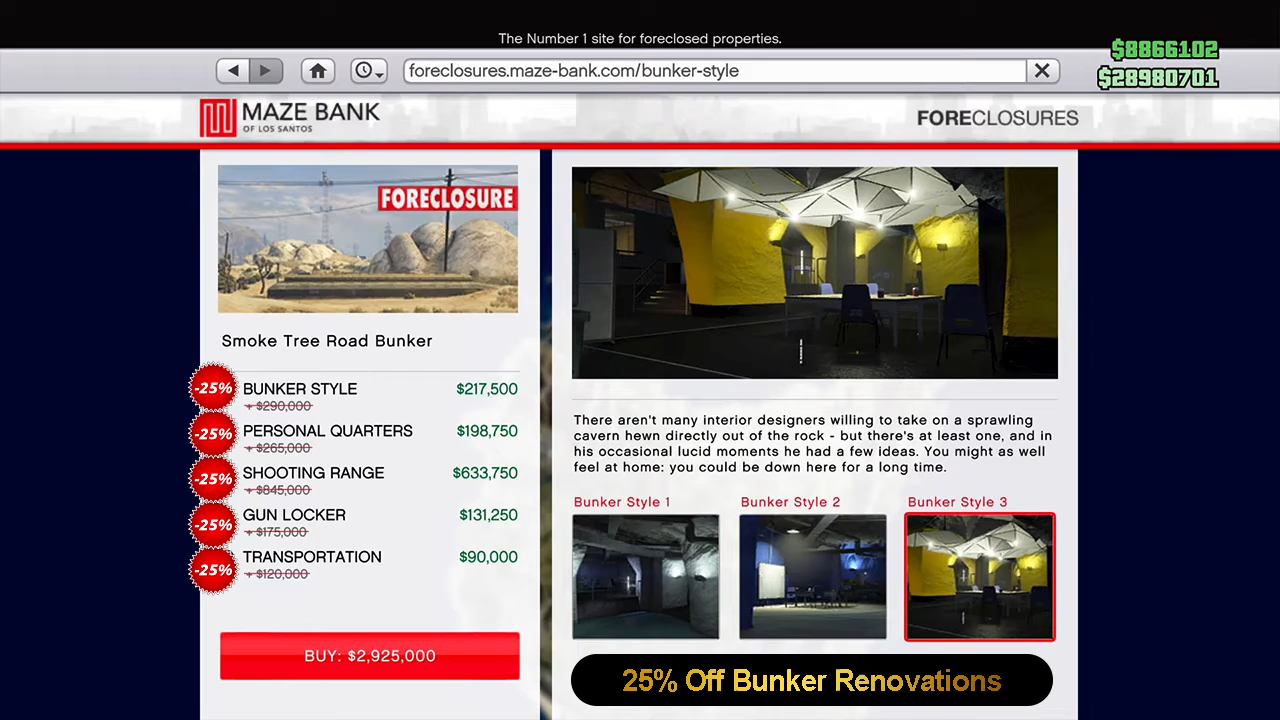 The Number 1 site for foreclosed properties.
$8866102
foreclosures.maze-bank.com/bunker-style
$28980701
MAZE BANK
OF LOS SANTOS
FORECLOSURES
FORECLOSURE
Smoke Tree Road Bunker
-25% BUNKER STYLE $217,500
+ $290,000
-25% PERSONAL QUARTERS $198,750
+ $265,000
-25% SHOOTING RANGE $633,750
+ $845,000
-25% GUN LOCKER $131,250
+ $175,000
-25% TRANSPORTATION $90,000
+ $120,000
BUY: $2,925,000
There aren't many interior designers willing to take on a sprawling
cavern hewn directly out of the rock - but there's at least one, and in
his occasional lucid moments he had a few ideas. You might as well
feel at home: you could be down here for a long time.
Bunker Style 1
Bunker Style 2
Bunker Style 3
25% Off Bunker Renovations